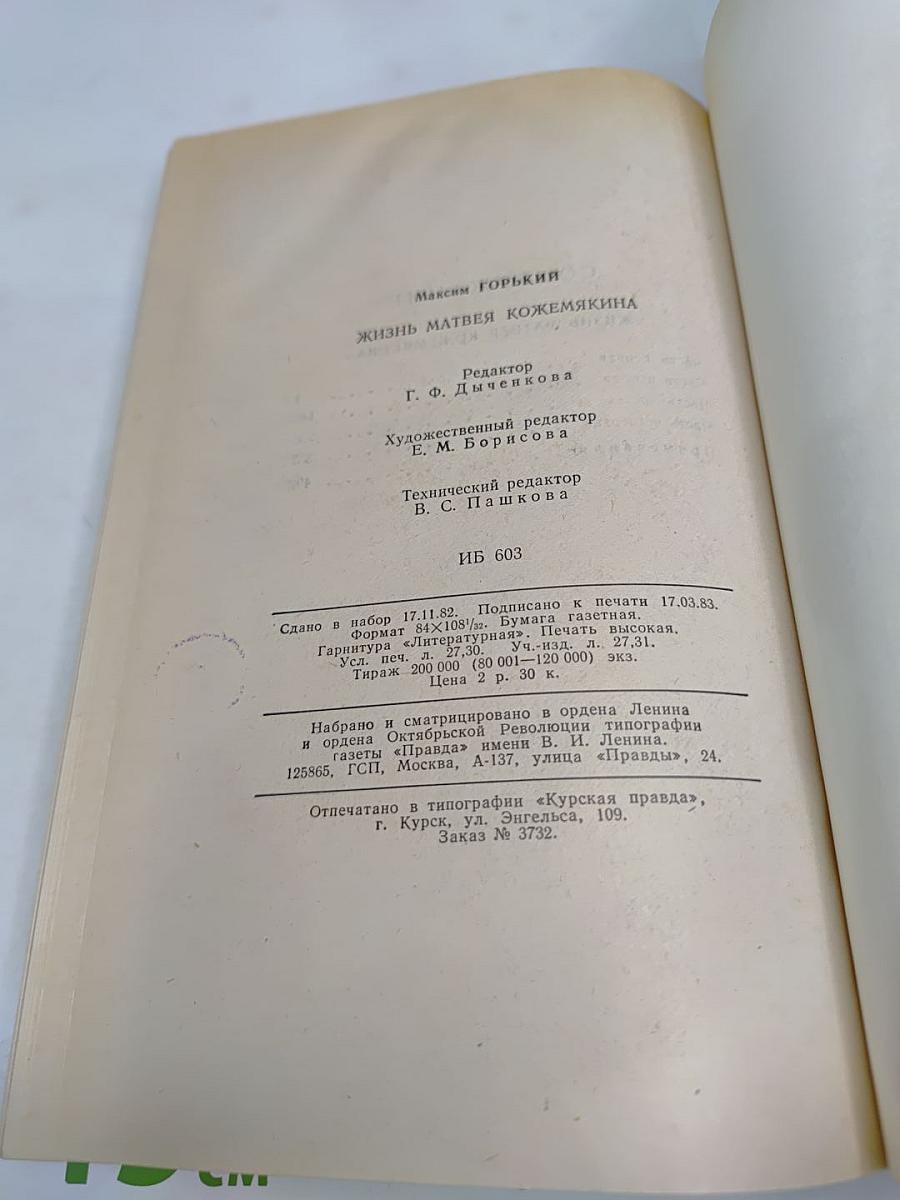 Максим ГОРЬКИЙ
ЖИЗНЬ МАТВЕЯ КОЖЕМЯКИНА
Редактор
Г. Ф. Дыченкова
Художественный редактор
Е. М. Борисова
Технический редактор
В. С. Пашкова
ИБ 603
Сдано в набор 17.11.82. Подписано к печати 17.03.83.
Формат 84×108¹/₃₂. Бумага газетная.
Гарнитура «Литературная». Печать высокая.
Усл. печ. л. 27,30. Уч.-изд. л. 27,31.
Тираж 200 000 (80 001—120 000) экз.
Цена 2 р. 30 к.
Набрано и сматрицировано в ордена Ленина
и ордена Октябрьской Революции типографии
газеты «Правда» имени В. И. Ленина.
125865, ГСП, Москва, А-137, улица «Правды», 24.
Отпечатано в типографии «Курская правда»,
г. Курск, ул. Энгельса, 109.
Заказ № 3732.
см